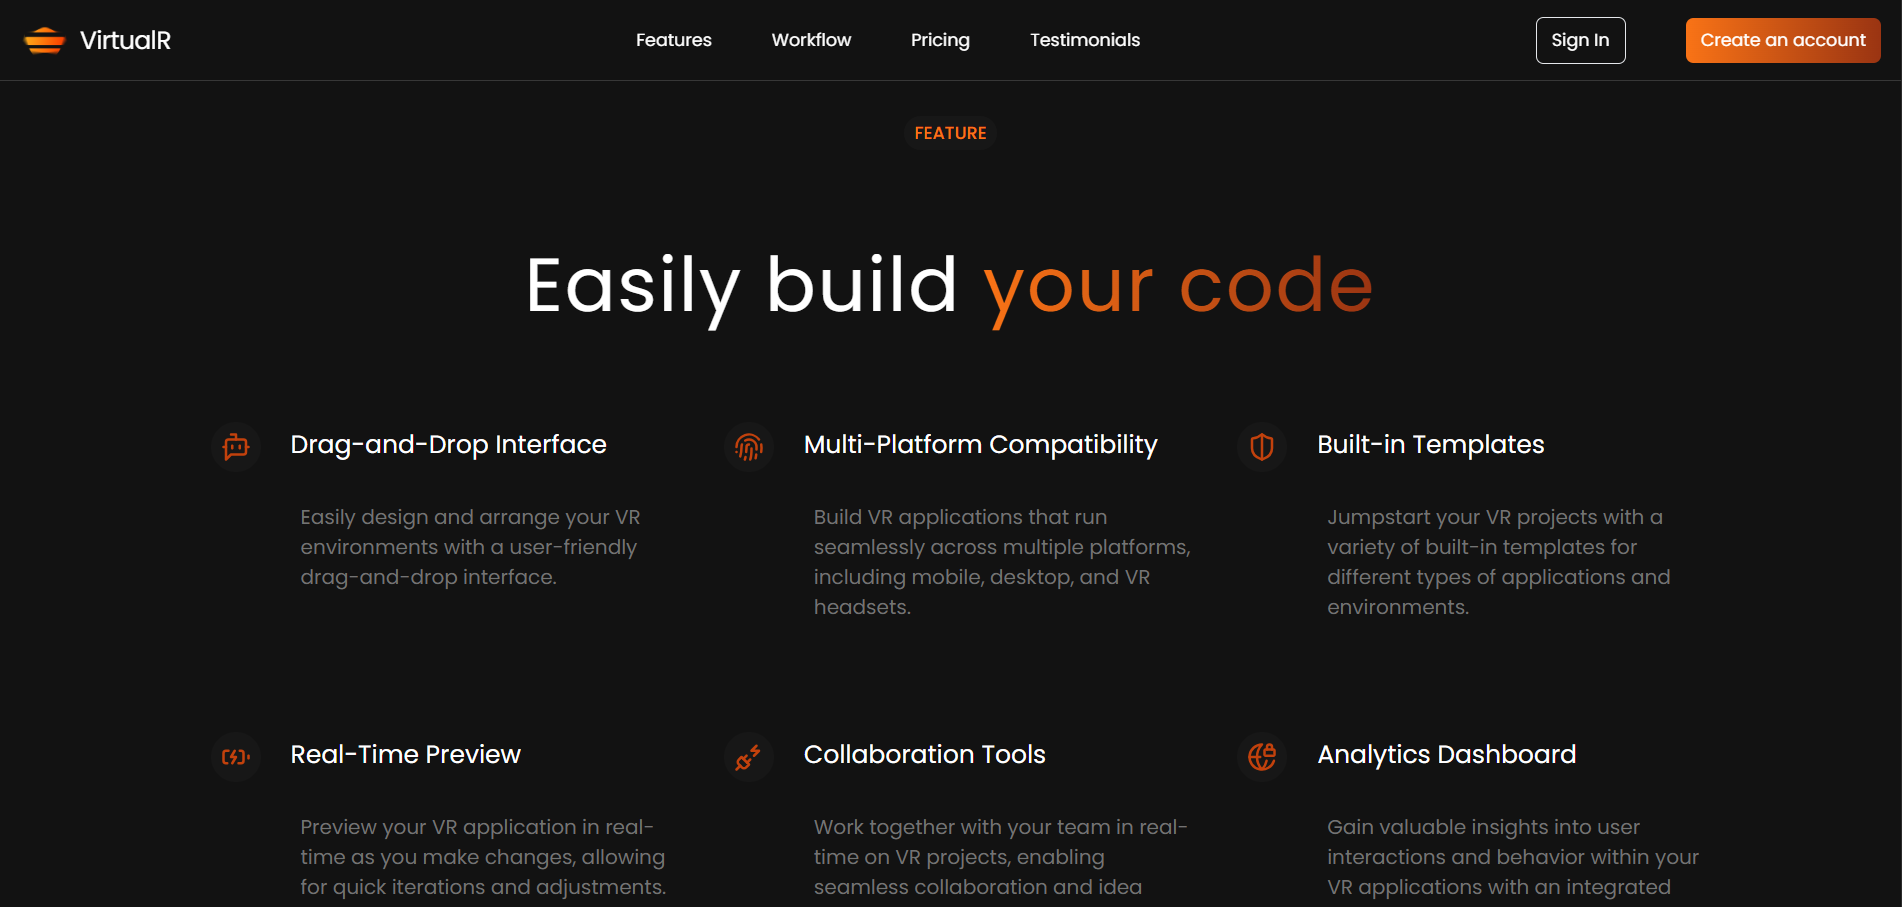 VirtualR
Features
Workflow
Pricing
Testimonials
Sign In
Create an account
FEATURE
Easily build your code
Drag-and-Drop Interface
Easily design and arrange your VR
environments with a user-friendly
drag-and-drop interface.
Multi-Platform Compatibility
Build VR applications that run
seamlessly across multiple platforms,
including mobile, desktop, and VR
headsets.
Built-in Templates
Jumpstart your VR projects with a
variety of built-in templates for
different types of applications and
environments.
Real-Time Preview
Preview your VR application in real-
time as you make changes, allowing
for quick iterations and adjustments.
Collaboration Tools
Work together with your team in real-
time on VR projects, enabling
seamless collaboration and idea
Analytics Dashboard
Gain valuable insights into user
interactions and behavior within your
VR applications with an integrated